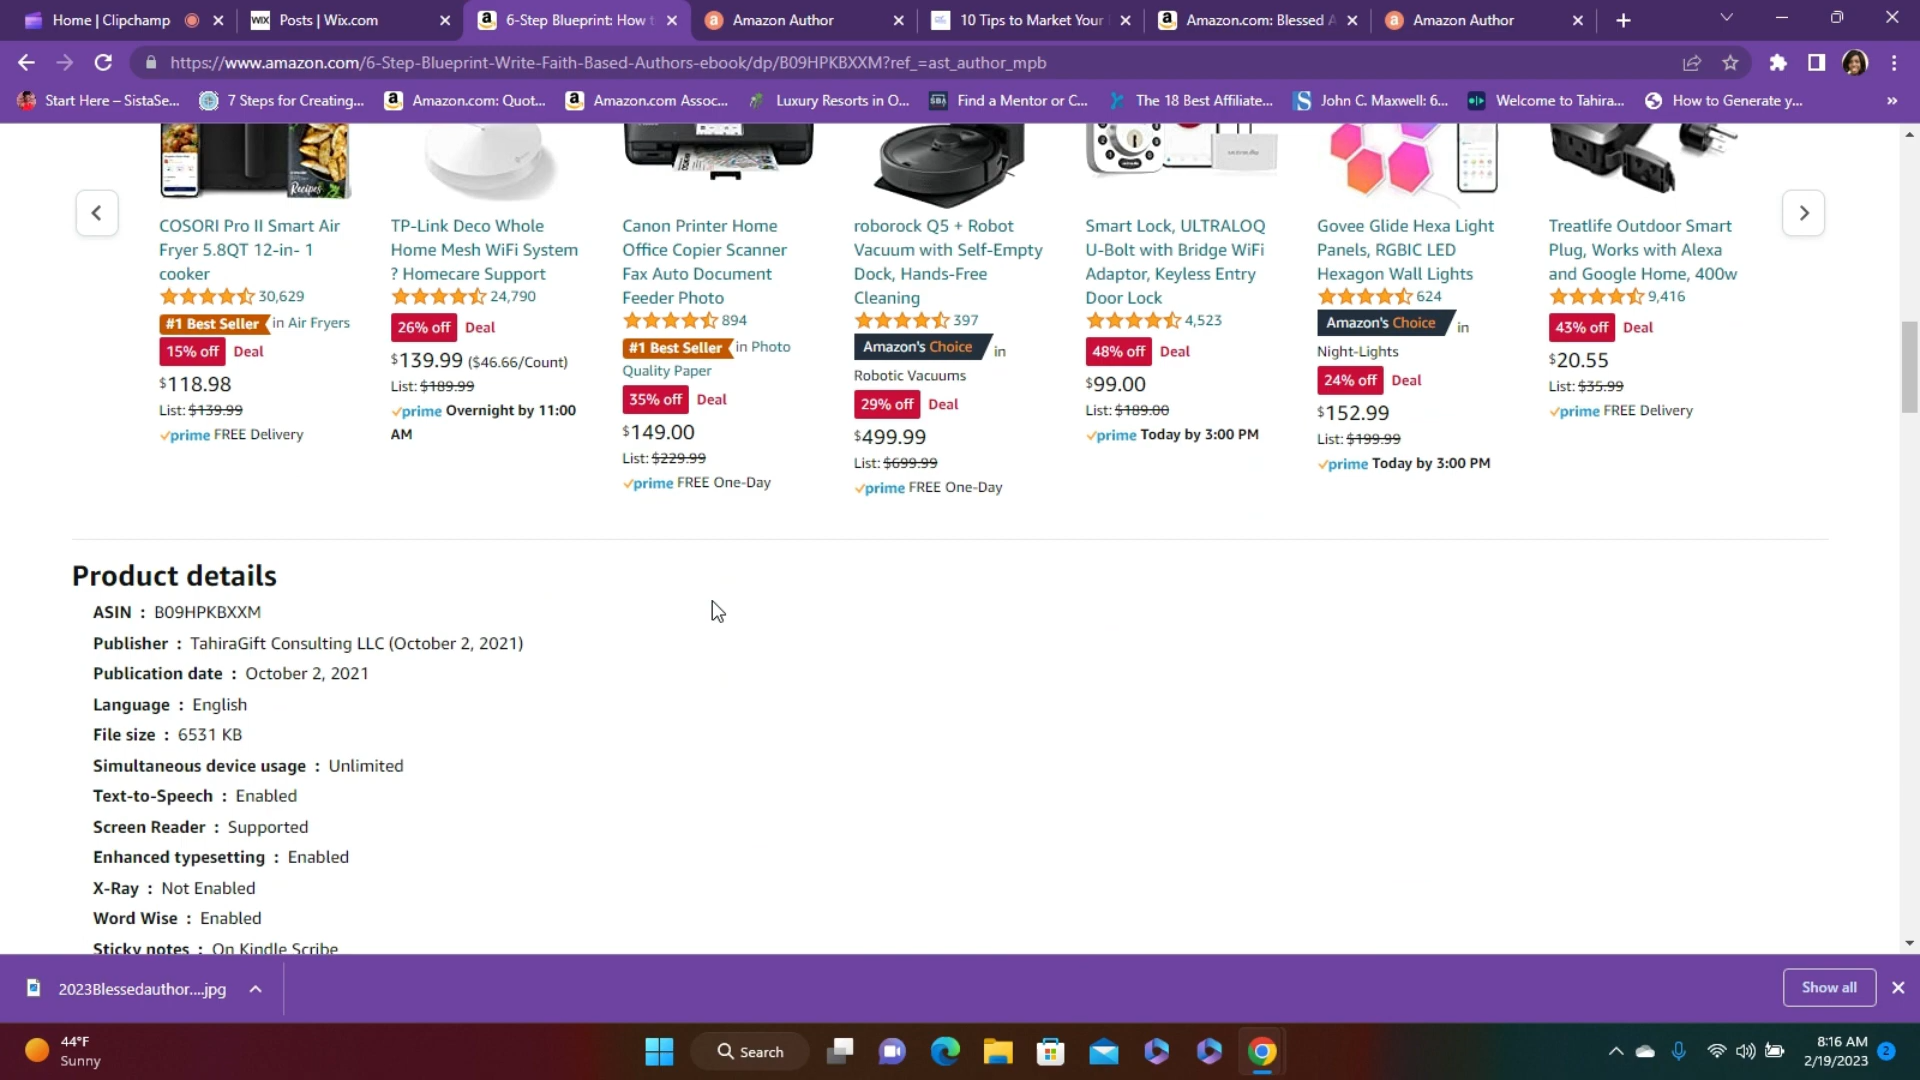 Home | Clipchamp
Posts | Wix.com
6-Step Blueprint: How t
Amazon Author
10 Tips to Market Your
Amazon.com: Blessed A
Amazon Author
https://www.amazon.com/6-Step-Blueprint-Write-Faith-Based-Authors-ebook/dp/B09HPKBXXM?ref_=ast_author_mpb
Start Here – SistaSe...
7 Steps for Creating...
Amazon.com: Quot...
Amazon.com Assoc...
Luxury Resorts in O...
Find a Mentor or C...
The 18 Best Affiliate...
John C. Maxwell: 6...
Welcome to Tahira...
How to Generate y...
Recipes
COSORI Pro II Smart Air
Fryer 5.8QT 12-in- 1
cooker
30,629
#1 Best Seller in Air Fryers
15% off Deal
$118.98
List: $139.99
prime FREE Delivery
TP-Link Deco Whole
Home Mesh WiFi System
? Homecare Support
24,790
26% off Deal
$139.99 ($46.66/Count)
List: $189.99
prime Overnight by 11:00
AM
Canon Printer Home
Office Copier Scanner
Fax Auto Document
Feeder Photo
894
#1 Best Seller in Photo
Quality Paper
35% off Deal
$149.00
List: $229.99
prime FREE One-Day
roborock Q5 + Robot
Vacuum with Self-Empty
Dock, Hands-Free
Cleaning
397
Amazon's Choice in
Robotic Vacuums
29% off Deal
$499.99
List: $699.99
prime FREE One-Day
Smart Lock, ULTRALOQ
U-Bolt with Bridge WiFi
Adaptor, Keyless Entry
Door Lock
4,523
48% off Deal
$99.00
List: $189.00
prime Today by 3:00 PM
Govee Glide Hexa Light
Panels, RGBIC LED
Hexagon Wall Lights
624
Amazon's Choice in
Night-Lights
24% off Deal
$152.99
List: $199.99
prime Today by 3:00 PM
Treatlife Outdoor Smart
Plug, Works with Alexa
and Google Home, 400w
9,416
43% off Deal
$20.55
List: $35.99
prime FREE Delivery
Product details
ASIN : B09HPKBXXM
Publisher : TahiraGift Consulting LLC (October 2, 2021)
Publication date : October 2, 2021
Language : English
File size : 6531 KB
Simultaneous device usage : Unlimited
Text-to-Speech : Enabled
Screen Reader : Supported
Enhanced typesetting : Enabled
X-Ray : Not Enabled
Word Wise : Enabled
Sticky notes : On Kindle Scribe
2023Blessedauthor....jpg
Show all
44°F
Sunny
Search
8:16 AM
2/19/2023
2